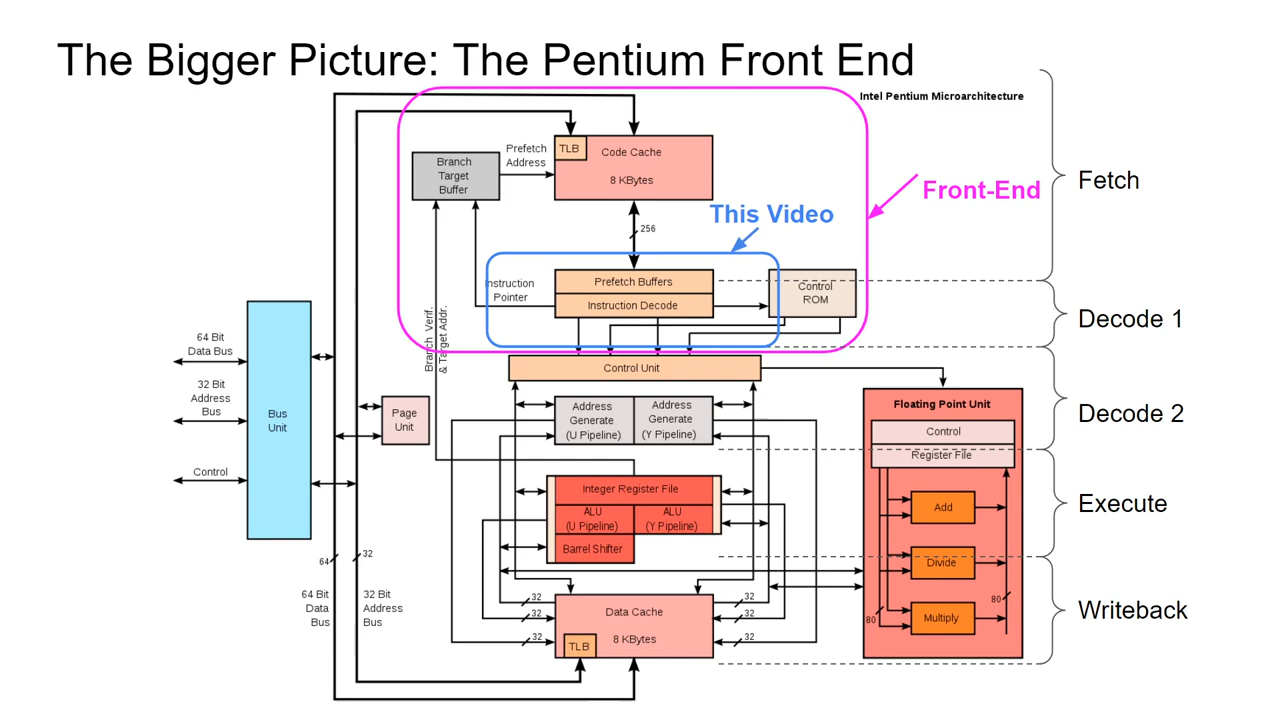 The Bigger Picture: The Pentium Front End
Intel Pentium Microarchitecture
TLB
Code Cache
8 KBytes
Prefetch
Address
Branch
Target
Buffer
Front-End
Fetch
This Video
256
Prefetch Buffers
Instruction Decode
Instruction
Pointer
Control
ROM
Decode 1
Branch Verif.
& Target Addr.
Control Unit
64 Bit
Data Bus
32 Bit
Address
Bus
Control
Bus
Unit
Page
Unit
Address
Generate
(U Pipeline)
Address
Generate
(Y Pipeline)
Decode 2
Floating Point Unit
Control
Register File
Add
Divide
Multiply
80
80
Integer Register File
ALU
(U Pipeline)
ALU
(Y Pipeline)
Barrel Shifter
Execute
64
32
64 Bit
Data
Bus
32 Bit
Address
Bus
32
32
32
Data Cache
8 KBytes
TLB
32
32
32
Writeback